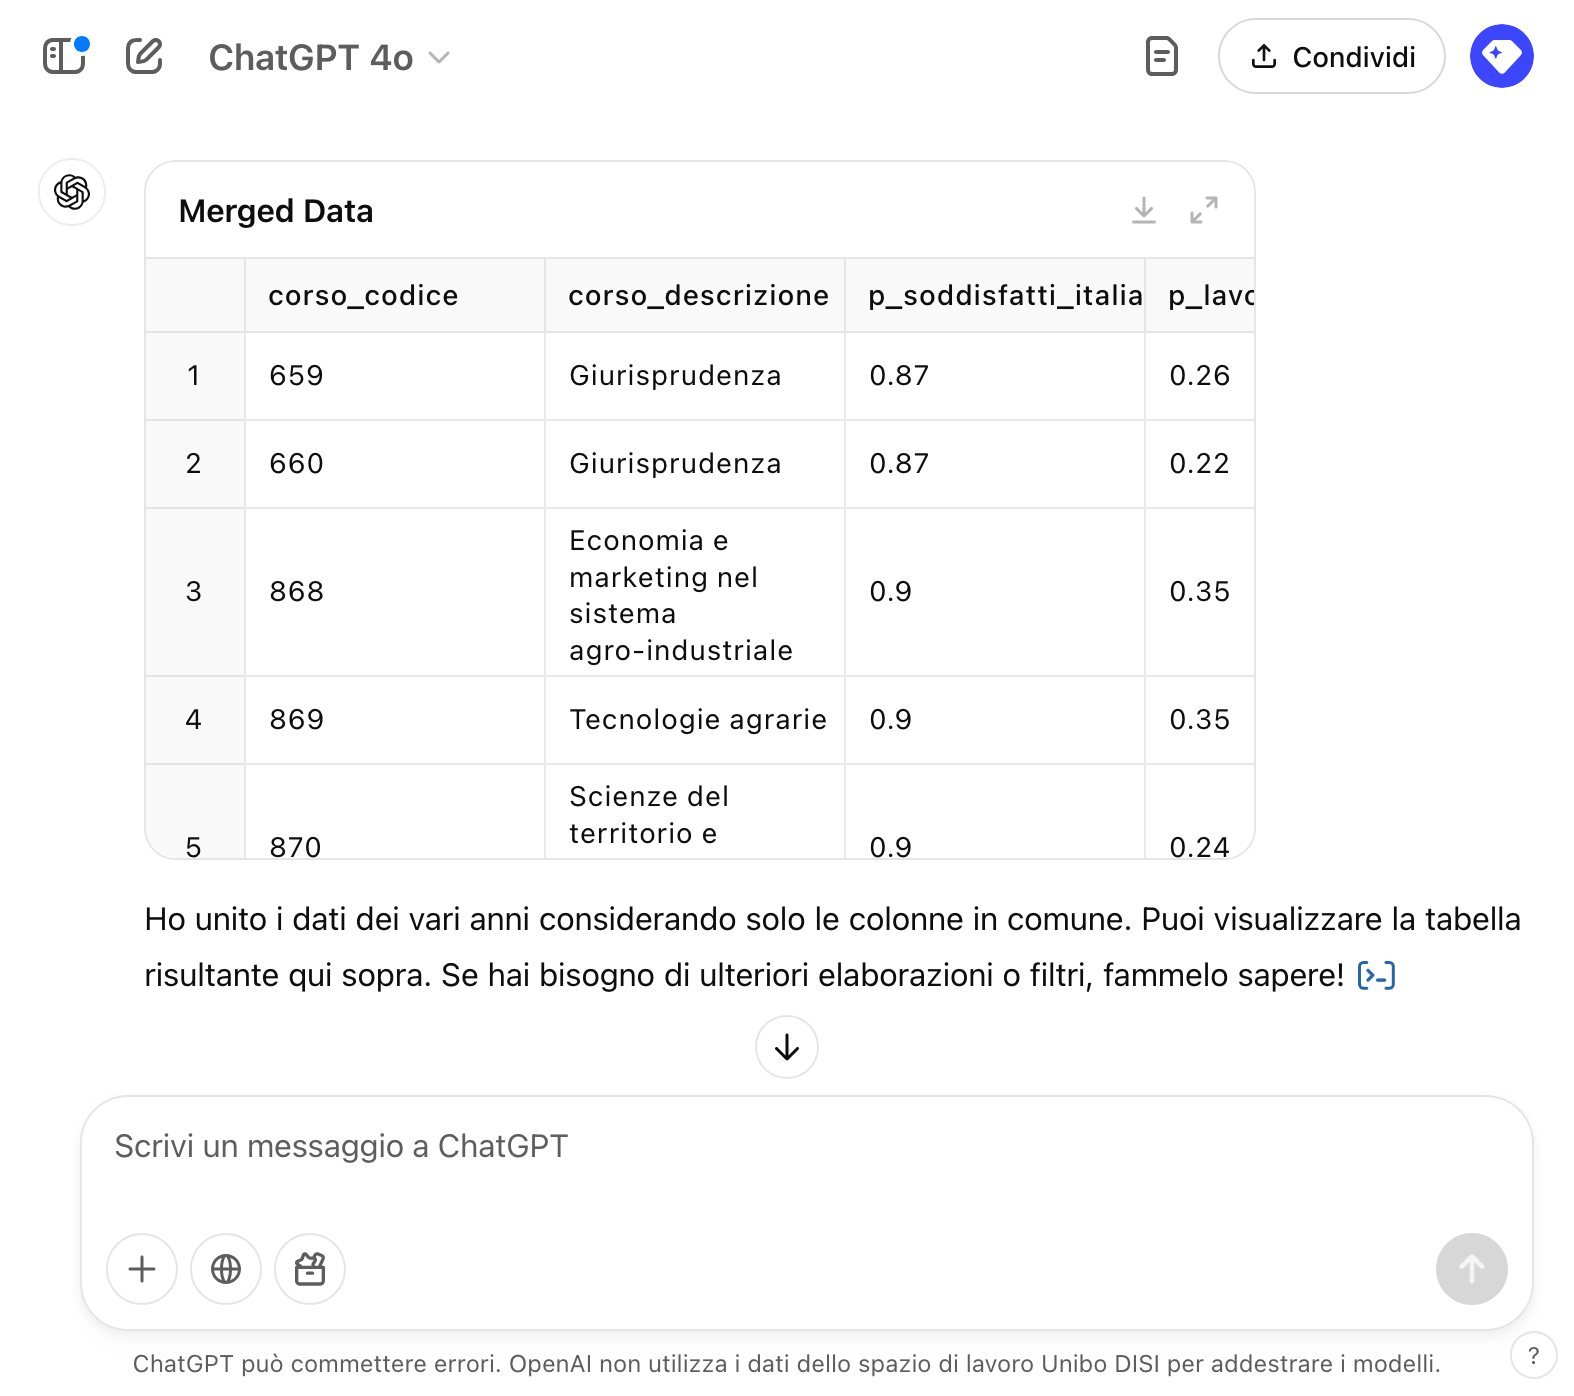 ChatGPT 4o
Condividi
Merged Data
corso_codice corso_descrizione p_soddisfatti_italia p_lavo
1 659 Giurisprudenza 0.87 0.26
2 660 Giurisprudenza 0.87 0.22
3 868 Economia e
marketing nel
sistema
agro-industriale 0.9 0.35
4 869 Tecnologie agrarie 0.9 0.35
5 870 Scienze del
territorio e 0.9 0.24
Ho unito i dati dei vari anni considerando solo le colonne in comune. Puoi visualizzare la tabella
risultante qui sopra. Se hai bisogno di ulteriori elaborazioni o filtri, fammelo sapere!
Scrivi un messaggio a ChatGPT
ChatGPT può commettere errori. OpenAI non utilizza i dati dello spazio di lavoro Unibo DISI per addestrare i modelli.
?